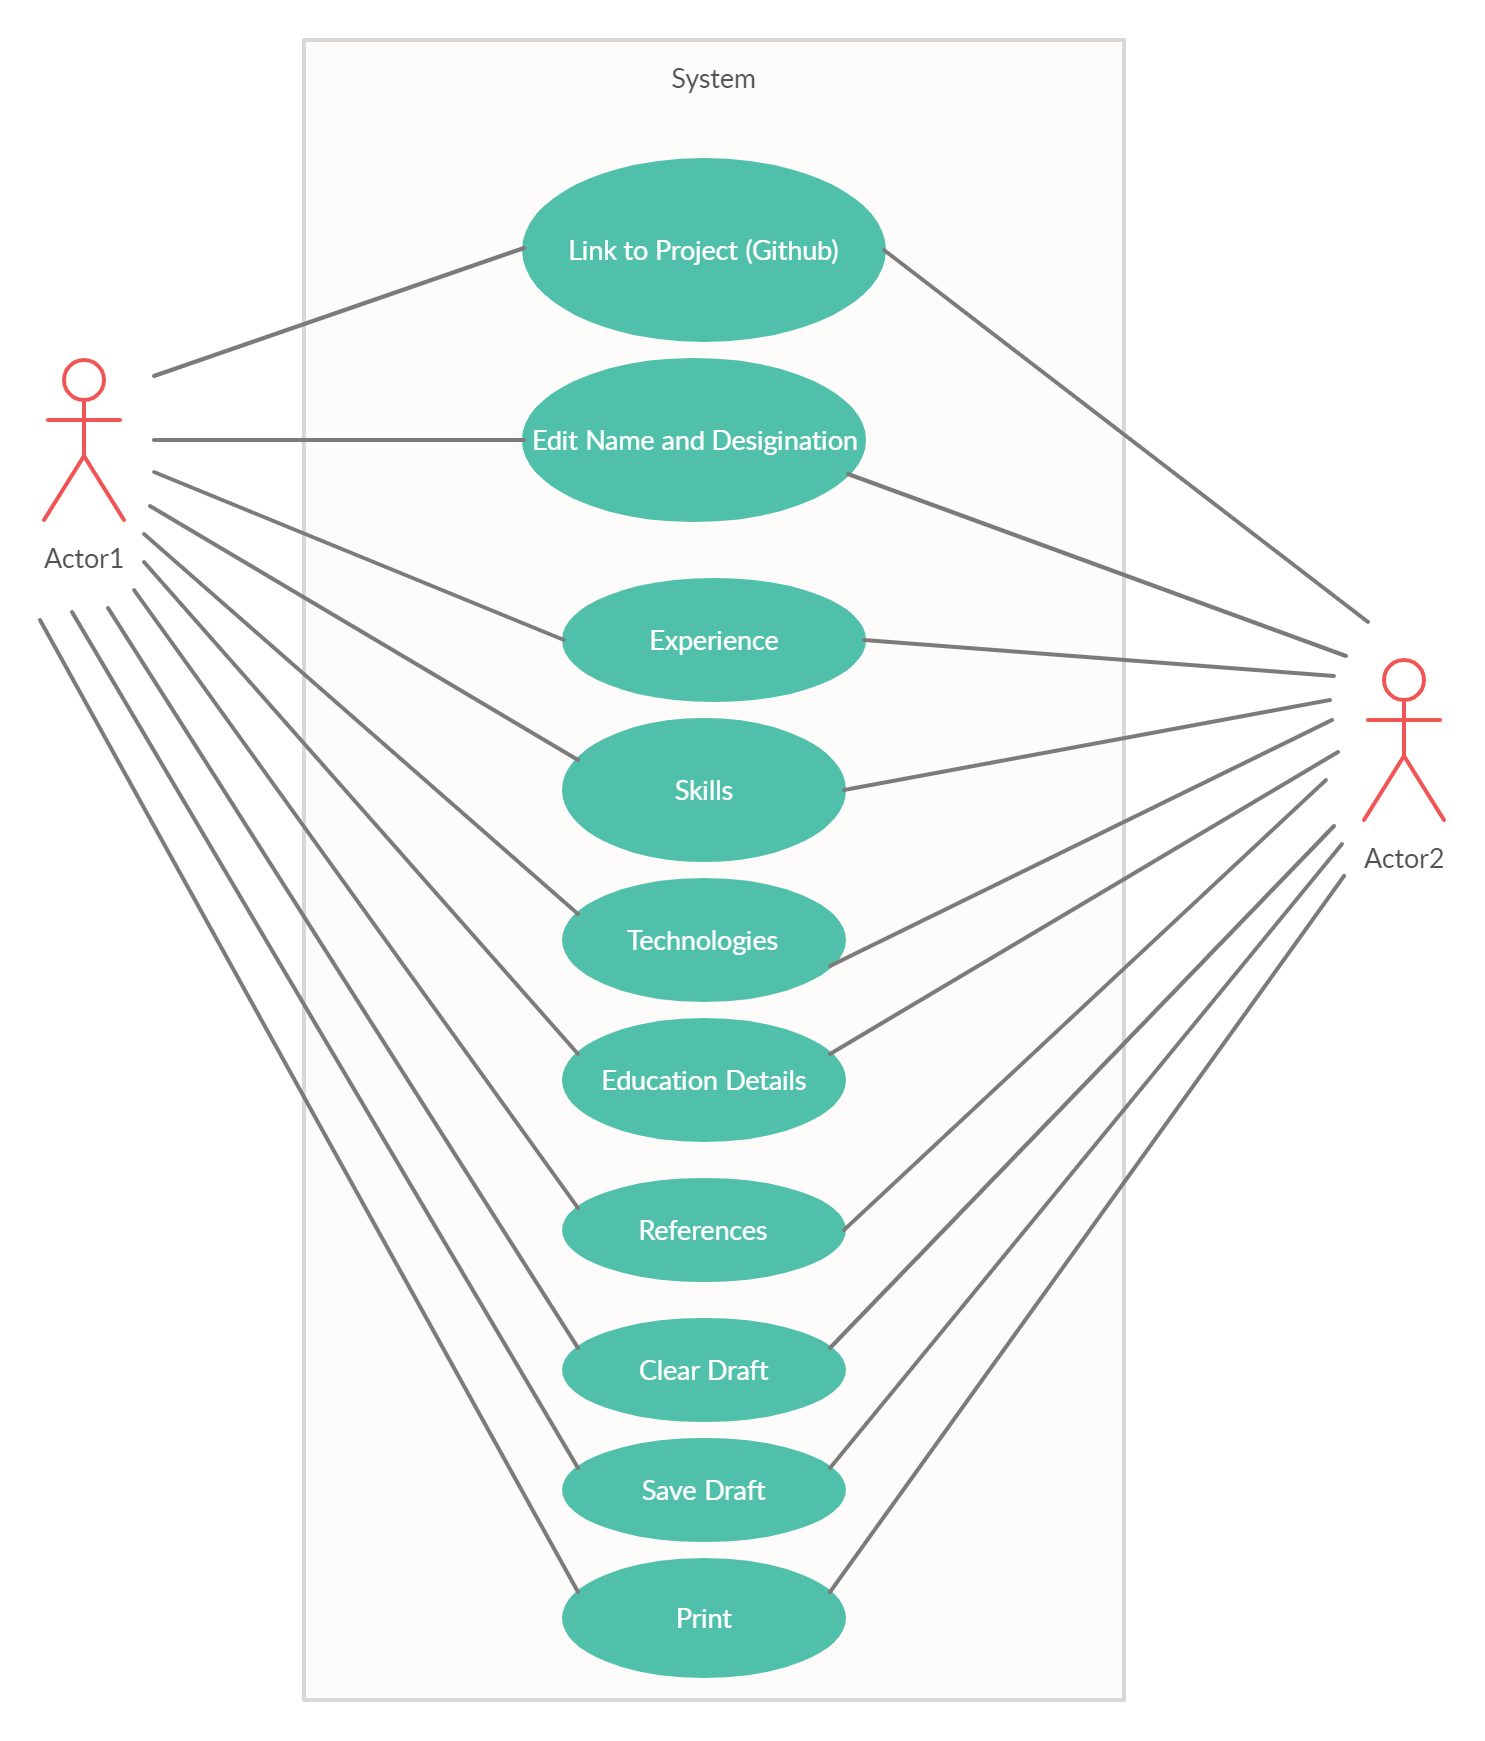 System
Link to Project (Github)
Edit Name and Desigination
Actor1
Experience
Skills
Actor2
Technologies
Education Details
References
Clear Draft
Save Draft
Print